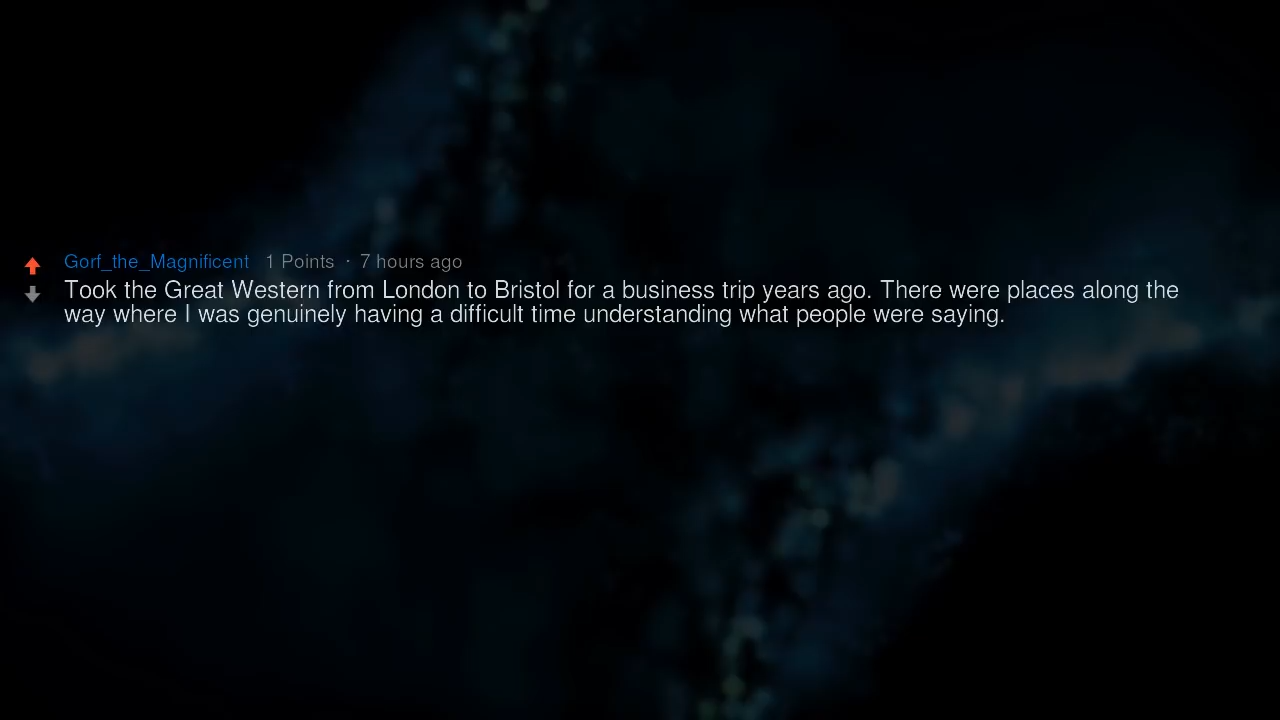 Gorf_the_Magnificent 1 Points · 7 hours ago
Took the Great Western from London to Bristol for a business trip years ago. There were places along the
way where I was genuinely having a difficult time understanding what people were saying.